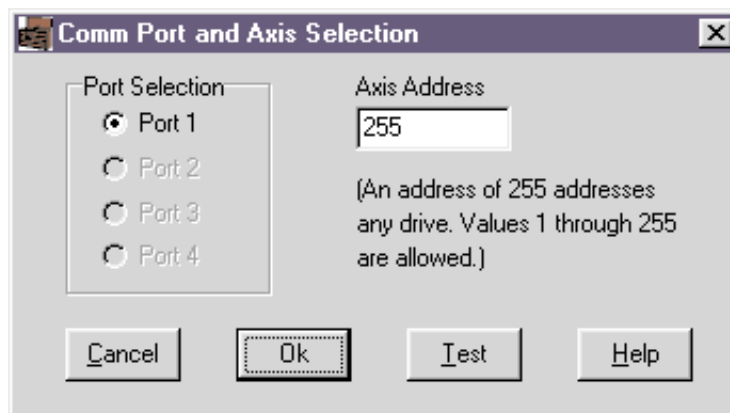 Comm Port and Axis Selection
Port Selection
Port 1
Port 2
Port 3
Port 4
Axis Address
255
(An address of 255 addresses
any drive. Values 1 through 255
are allowed.)
Cancel
Ok
Test
Help